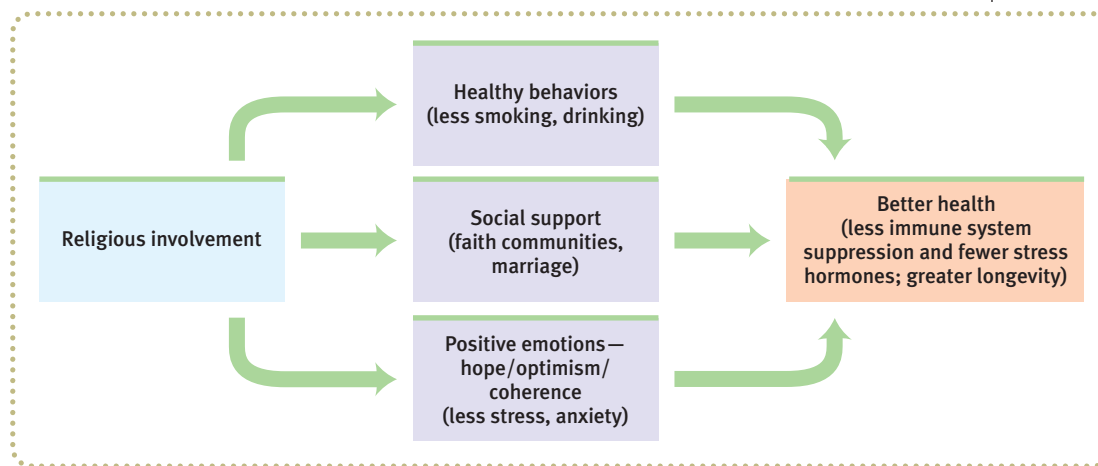 Healthy behaviors
(less smoking, drinking)
Religious involvement
Social support
(faith communities,
marriage)
Better health
(less immune system
suppression and fewer stress
hormones; greater longevity)
Positive emotions—
hope/optimism/
coherence
(less stress, anxiety)